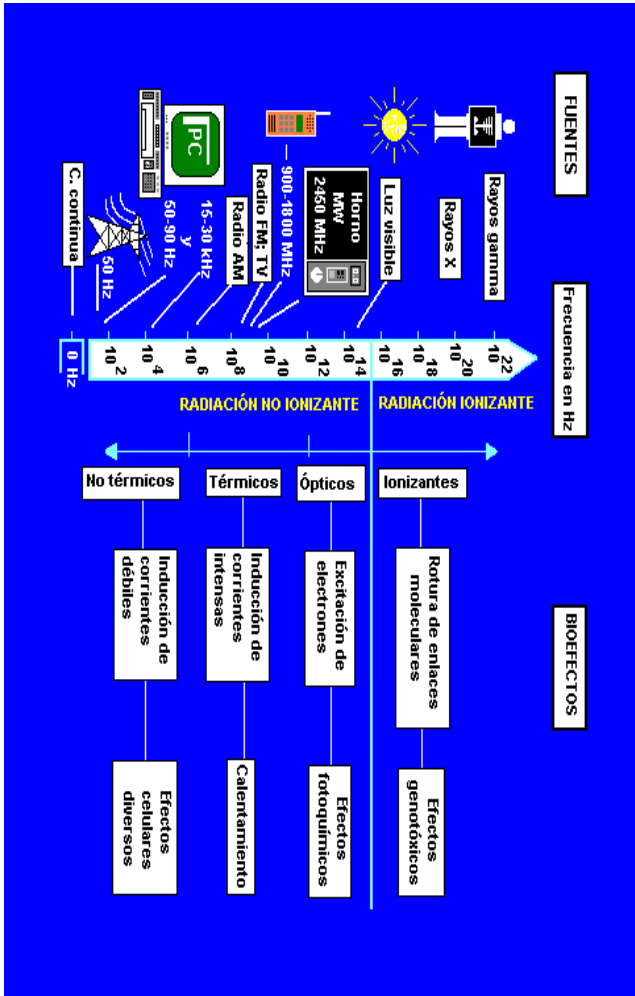 FUENTES
Rayos gamma
Rayos X
Luz visible
Horno
MW
2450 MHz
900-1800 MHz
Radio FM; TV
Radio AM
15-30 kHz
y
50-90 Hz
PC
50 Hz
C. continua
Frecuencia en Hz
10 22
10 20
10 16
10 14
10 12
10 10
10 8
10 6
10 4
10 2
0 Hz
RADIACIÓN NO IONIZANTE
RADIACIÓN IONIZANTE
BIOEFECTOS
Ionizantes
Rotura de enlaces
moleculares
Efectos
genotóxicos
Ópticos
Excitación de
electrones
Efectos
fotoquímicos
Térmicos
Inducción de
corrientes
intensas
Calentamiento
No térmicos
Inducción de
corrientes
débiles
Efectos
celulares
diversos